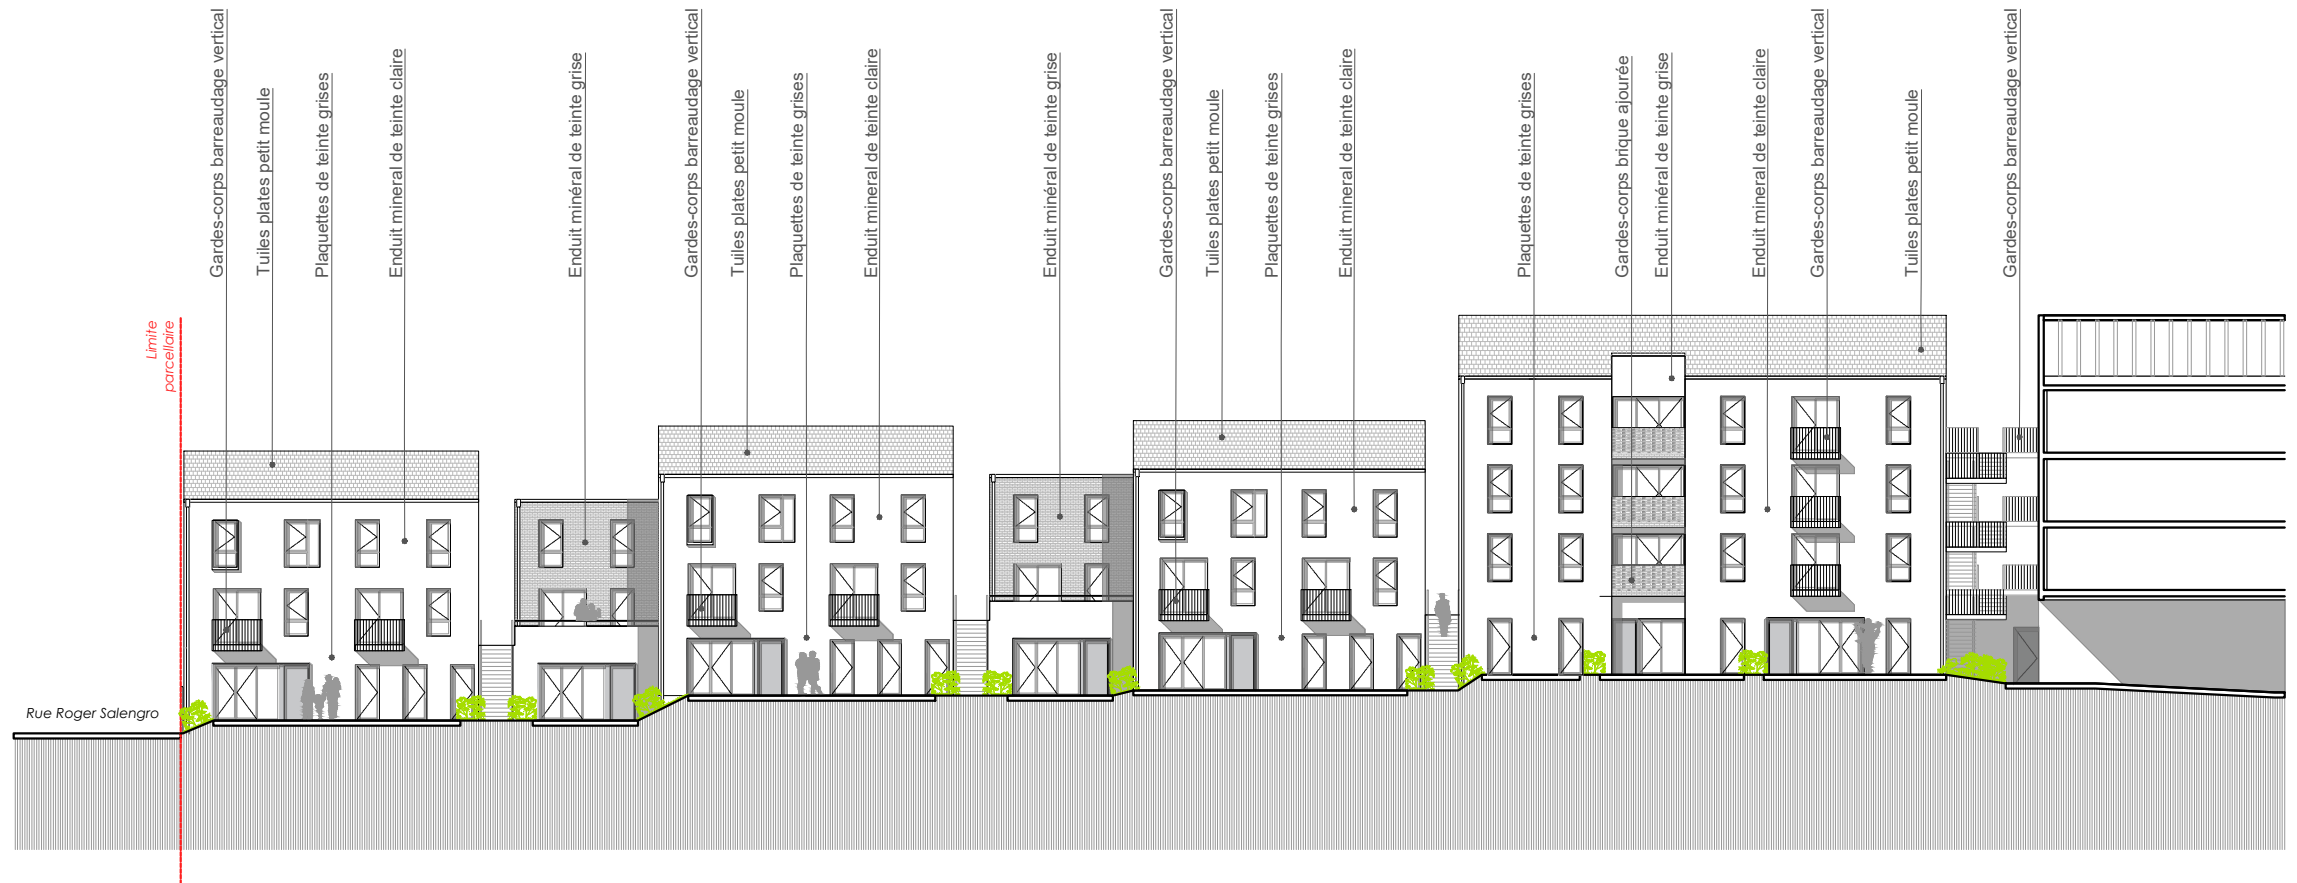 Gardes-corps barreaudage vertical
Tuiles plates petit moule
Plaquettes de teinte grises
Enduit minéral de teinte claire
Enduit minéral de teinte grise
Gardes-corps barreaudage vertical
Tuiles plates petit moule
Plaquettes de teinte grises
Enduit minéral de teinte claire
Enduit minéral de teinte grise
Gardes-corps barreaudage vertical
Tuiles plates petit moule
Plaquettes de teinte grises
Enduit minéral de teinte claire
Plaquettes de teinte grises
Gardes-corps brique ajourée
Enduit minéral de teinte grise
Enduit minéral de teinte claire
Gardes-corps barreaudage vertical
Tuiles plates petit moule
Gardes-corps barreaudage vertical
Limite
parcellaire
Rue Roger Salengro